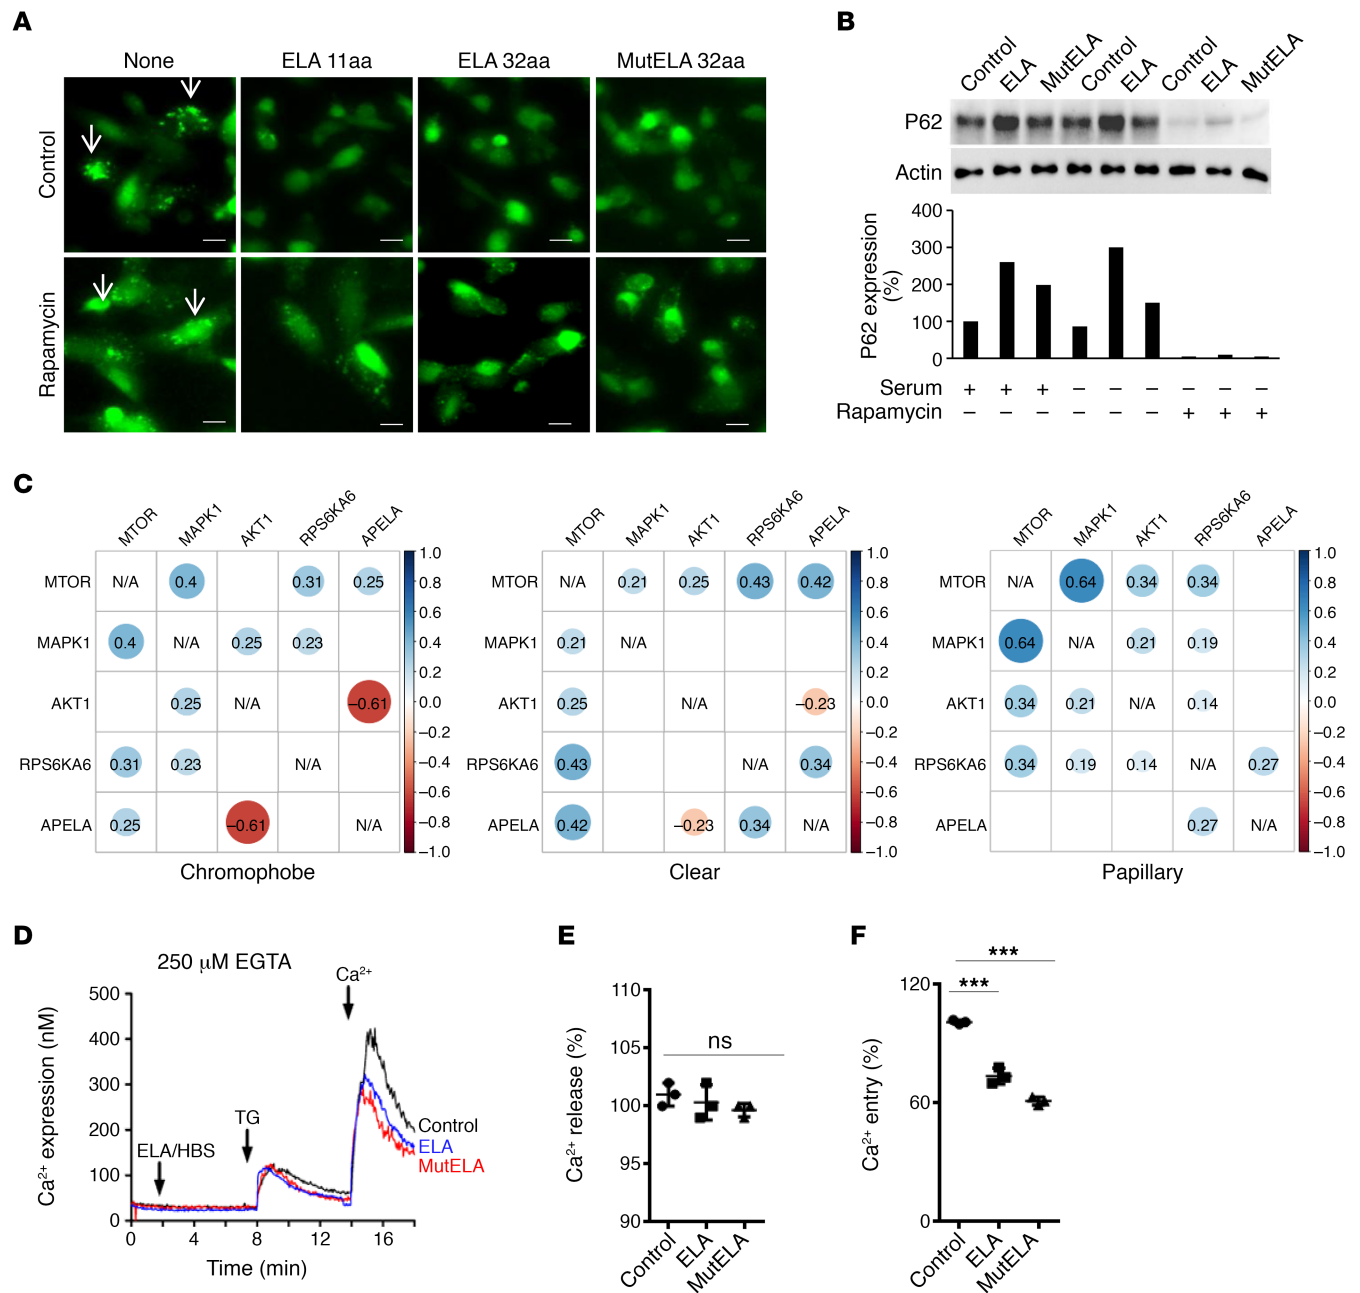 A
None ELA 11aa ELA 32aa MutELA 32aa
Control
Rapamycin
B
Control ELA MutELA Control ELA Control ELA MutELA
P62
Actin
P62 expression (%)
400
300
200
100
0
Serum + + + – – – – – –
Rapamycin – – – – – – + + +
C
MTOR MAPK1 AKT1 RPS6KA6 APELA
MTOR N/A 0.4 0.31 0.25
MAPK1 0.4 N/A 0.25 0.23
AKT1 0.25 N/A –0.61
RPS6KA6 0.31 0.23 N/A
APELA 0.25 –0.61 N/A
1.0
0.8
0.6
0.4
0.2
0.0
–0.2
–0.4
–0.6
–0.8
–1.0
Chromophobe
MTOR MAPK1 AKT1 RPS6KA6 APELA
MTOR N/A 0.21 0.25 0.43 0.42
MAPK1 0.21 N/A
AKT1 0.25 N/A –0.23
RPS6KA6 0.43 N/A 0.34
APELA 0.42 –0.23 0.34 N/A
1.0
0.8
0.6
0.4
0.2
0.0
–0.2
–0.4
–0.6
–0.8
–1.0
Clear
MTOR MAPK1 AKT1 RPS6KA6 APELA
MTOR N/A 0.64 0.34 0.34
MAPK1 0.64 N/A 0.21 0.19
AKT1 0.34 0.21 N/A 0.14
RPS6KA6 0.34 0.19 0.14 N/A 0.27
APELA 0.27 N/A
1.0
0.8
0.6
0.4
0.2
0.0
–0.2
–0.4
–0.6
–0.8
–1.0
Papillary
D
250 μM EGTA
Ca²⁺
TG
ELA/HBS
Control
ELA
MutELA
Ca²⁺ expression (nM)
500
400
300
200
100
0
0 4 8 12 16
Time (min)
E
ns
Ca²⁺ release (%)
110
105
100
95
90
Control ELA MutELA
F
***
***
Ca²⁺ entry (%)
120
60
0
Control ELA MutELA